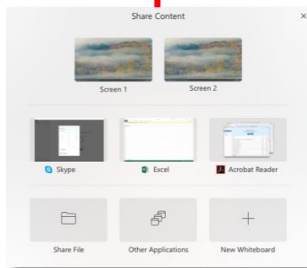 Share Content
Screen 1
Screen 2
Skype
Excel
Acrobat Reader
Share File
Other Applications
New Whiteboard